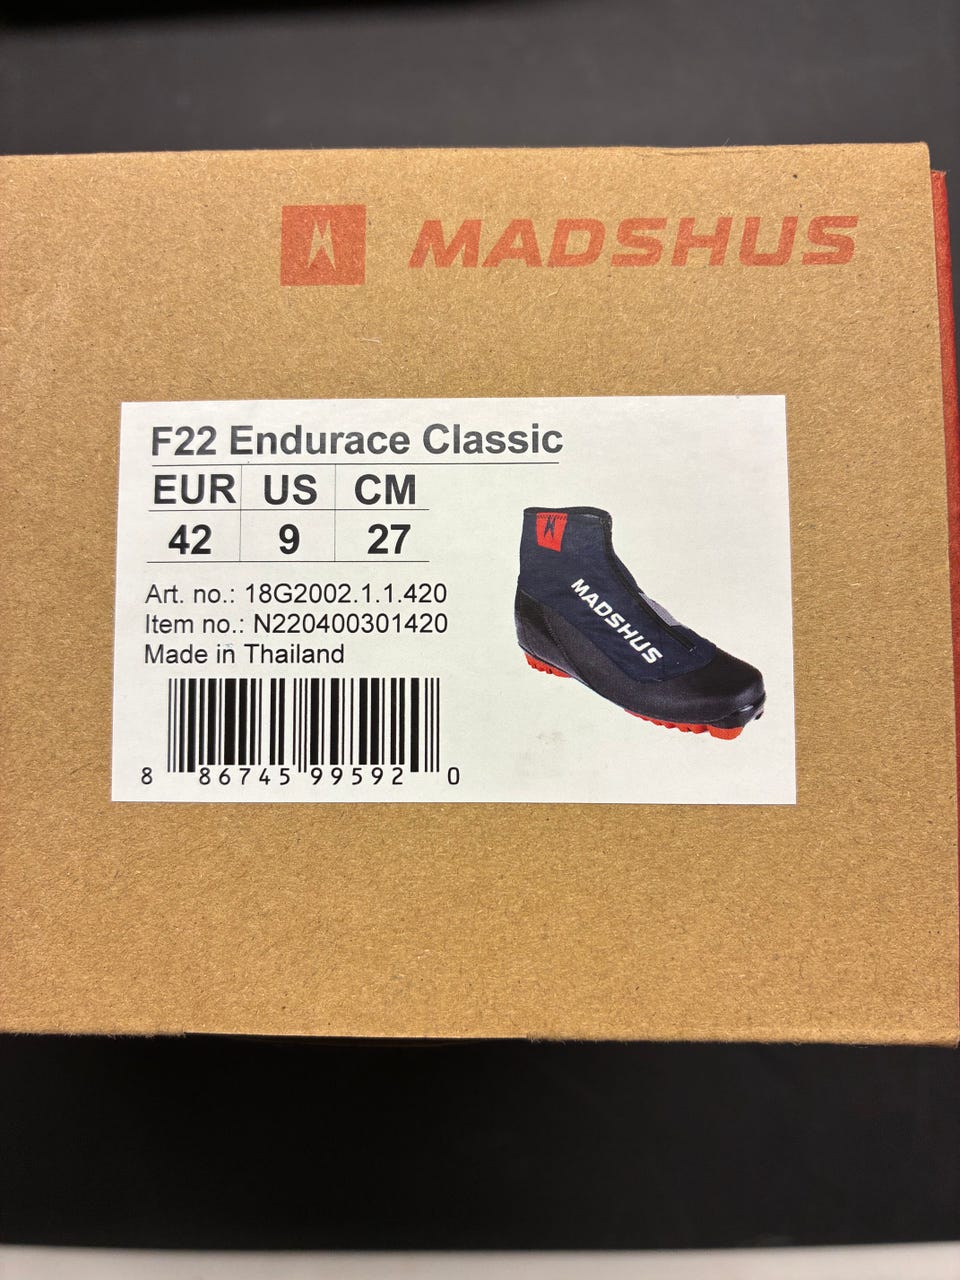 MADSHUS
F22 Endurace Classic
EUR US CM
42 9 27
Art. no.: 18G2002.1.1.420
Item no.: N220400301420
Made in Thailand
MADSHUS
8 86745 99592 0